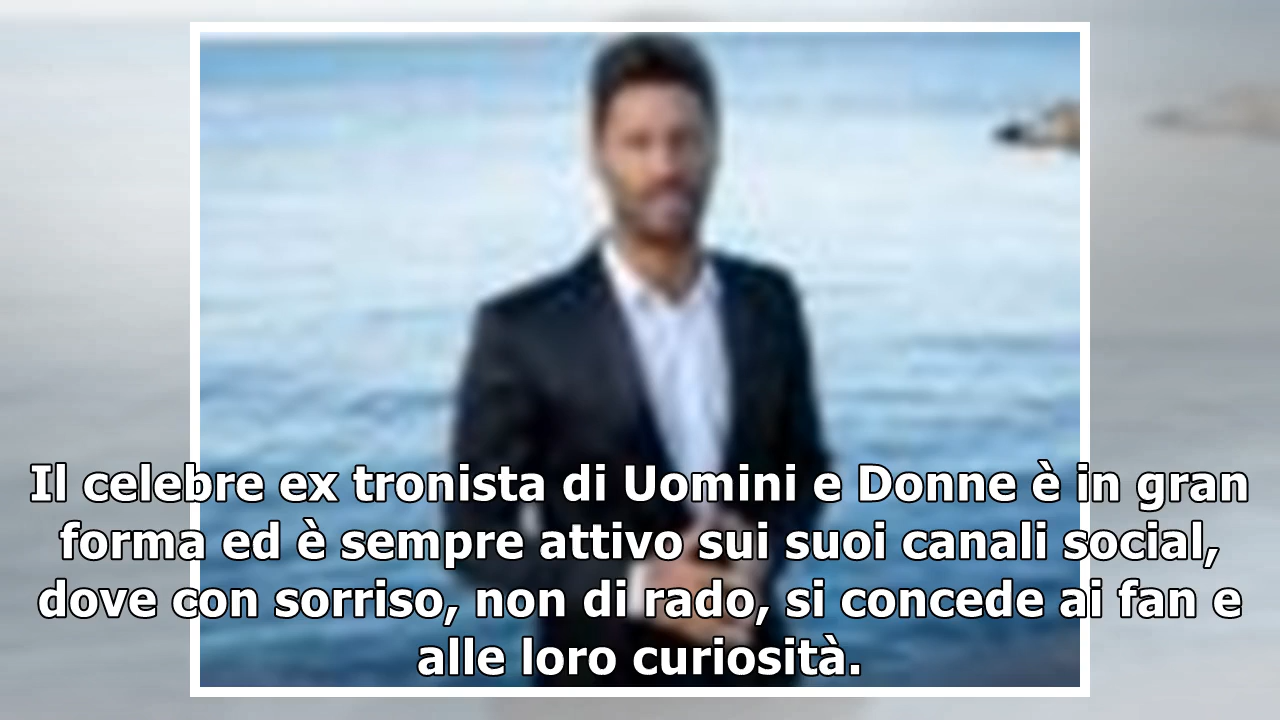 Il celebre ex tronista di Uomini e Donne è in gran
forma ed è sempre attivo sui suoi canali social,
dove con sorriso, non di rado, si concede ai fan e
alle loro curiosità.